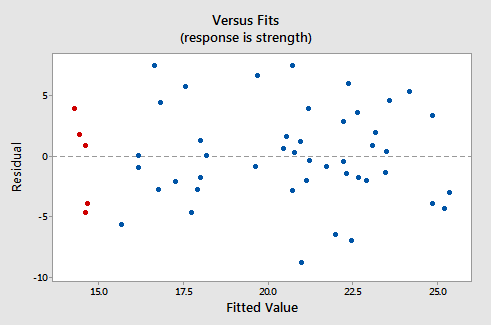 Versus Fits
(response is strength)
Residual
5
0
-5
-10
15.0 17.5 20.0 22.5 25.0
Fitted Value